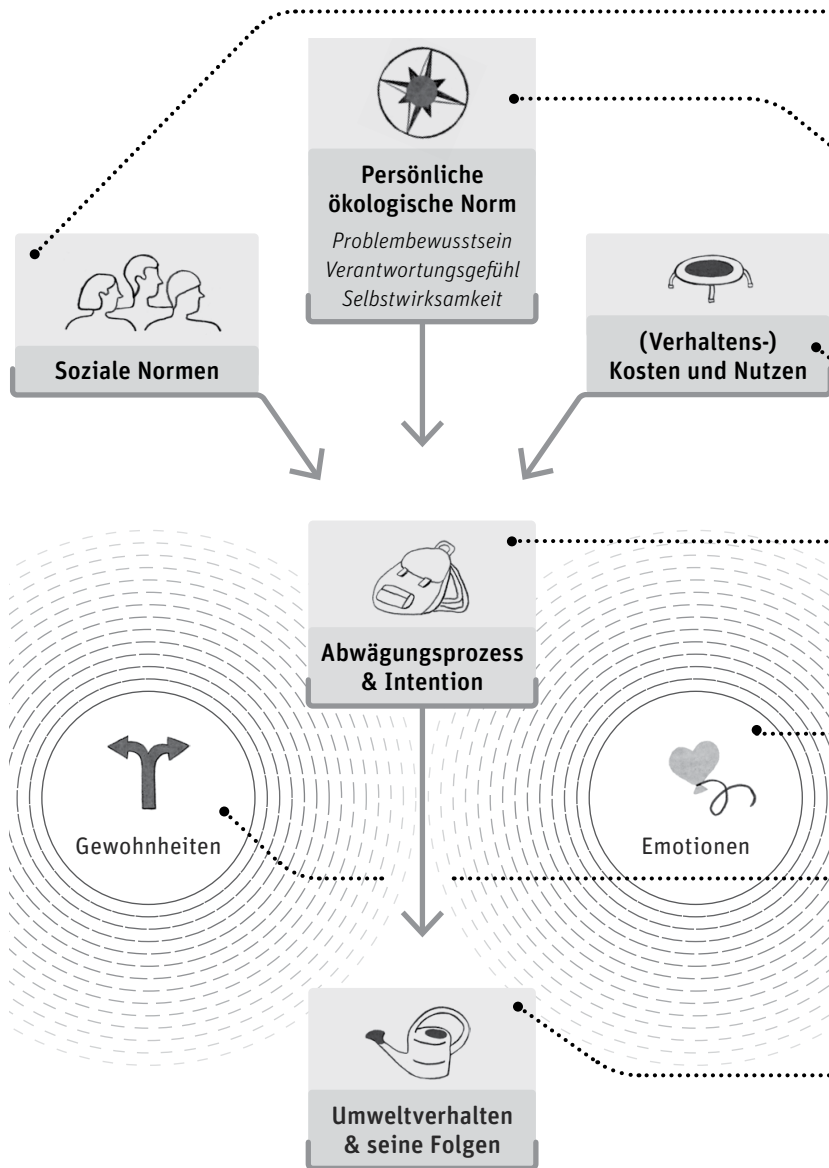 Persönliche
ökologische Norm
Problembewusstsein
Verantwortungsgefühl
Selbstwirksamkeit
Soziale Normen
(Verhaltens-)
Kosten und Nutzen
Abwägungsprozess
& Intention
Gewohnheiten
Emotionen
Umweltverhalten
& seine Folgen